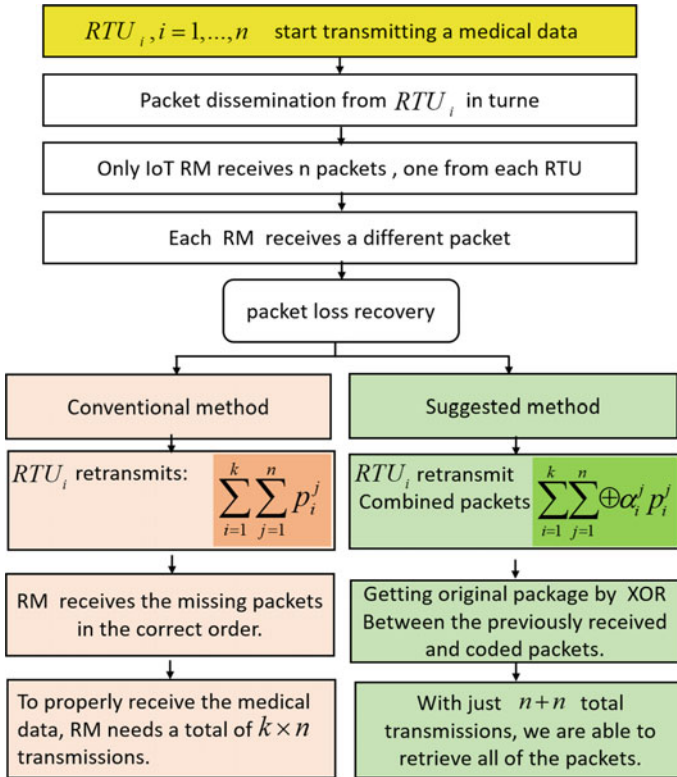 RTU_i, i = 1,...,n start transmitting a medical data
Packet dissemination from RTU_i in turne
Only IoT RM receives n packets , one from each RTU
Each RM receives a different packet
packet loss recovery
Conventional method
RTU_i retransmits:
\sum_{i=1}^{k} \sum_{j=1}^{n} p_i^j
RM receives the missing packets
in the correct order.
To properly receive the medical
data, RM needs a total of k × n
transmissions.
Suggested method
RTU_i retransmit
Combined packets
\sum_{i=1}^{k} \sum_{j=1}^{n} ⊕ α_i^j p_i^j
Getting original package by XOR
Between the previously received
and coded packets.
With just n+n total
transmissions, we are able to
retrieve all of the packets.